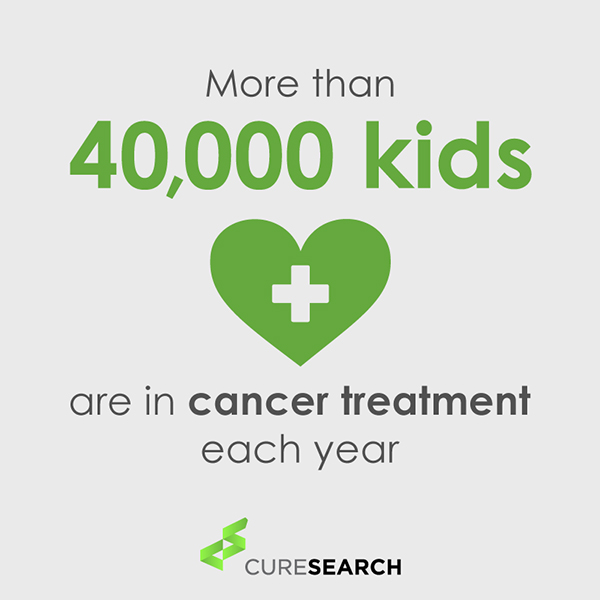 More than
40,000 kids
are in cancer treatment
each year
CURESEARCH